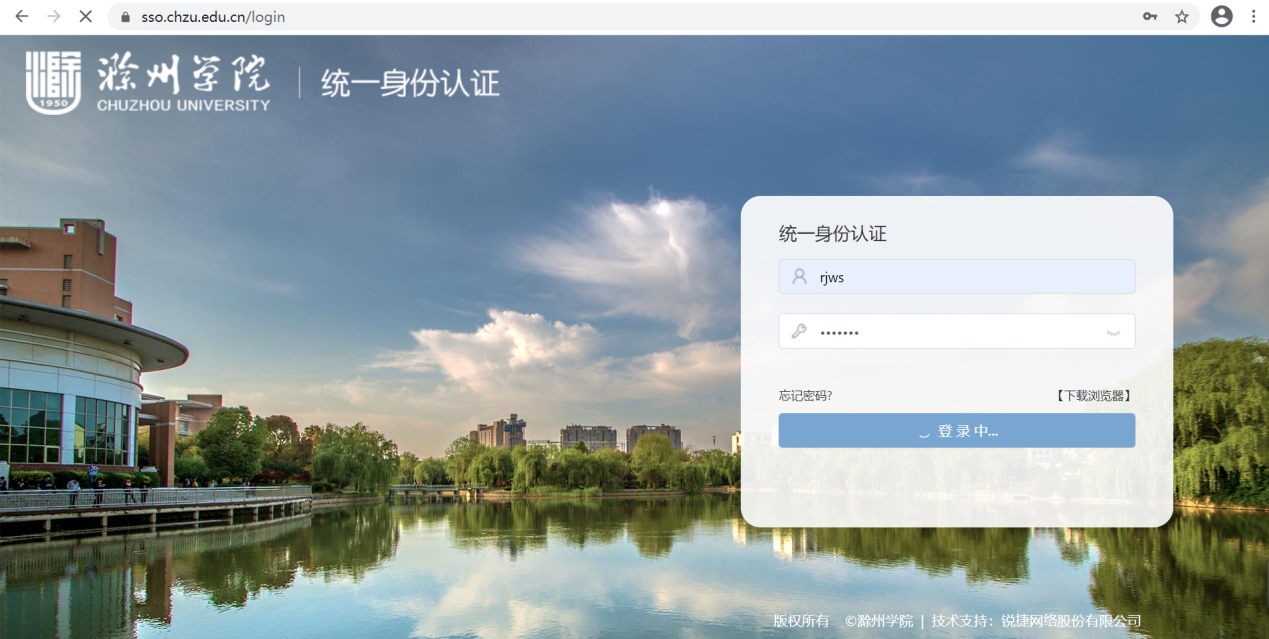 sso.chzu.edu.cn/login
滁州学院
1950
CHUZHOU UNIVERSITY
统一身份认证
统一身份认证
rjws
•••••••
忘记密码? 【下载浏览器】
登 录 中...
版权所有 ©滁州学院 | 技术支持：锐捷网络股份有限公司